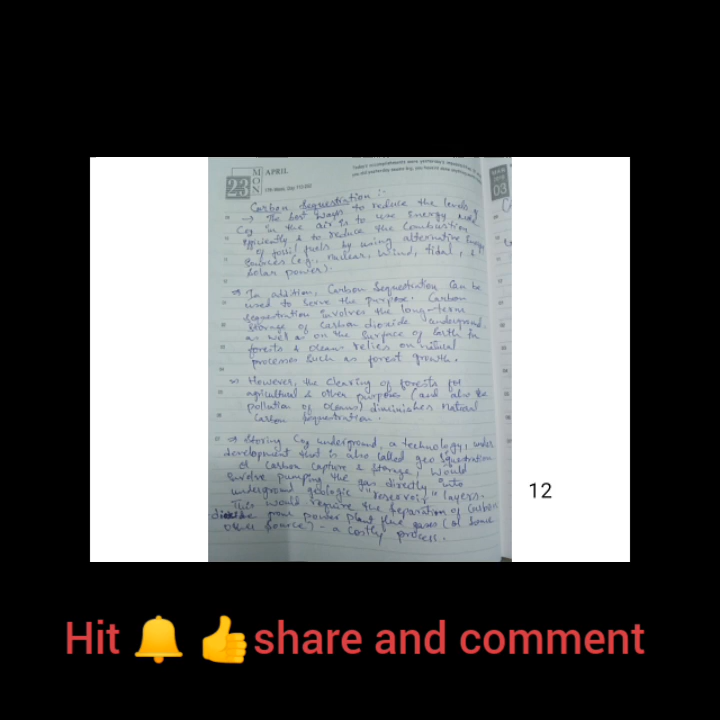 23
MON
APRIL
Carbon Sequestration :-
→ The best ways to reduce the levels of
CO2 in the air is to use Energy more
efficiently & to reduce the Combustion
of fossil fuels by using alternative Energy
Sources (e.g., nuclear, Wind, tidal, &
Solar power).
In addition, Carbon Sequestration Can be
used to Serve the purpose. Carbon
Sequestration involves the long-term
Storage of Carbon dioxide underground
as well as on the Surface of Earth in
forests & Ocean relies on natural
processes Such as forest growth.
However, the Clearing of forests for
agricultural & Other purposes (and also the
pollution of Oceans) diminishes Natural
Carbon Sequestration.
Storing CO2 underground, a technology, under
development that is also called geo Sequestration
or Carbon Capture & Storage, Would
involve pumping the gas directly into
underground geologic "reservoir" layers.
This would require the Separation of Carbon
dioxide from power plant flue gases (or Some
Other Source) - a Costly process.
MAR
03
12
Hit 🔔 👍 share and comment